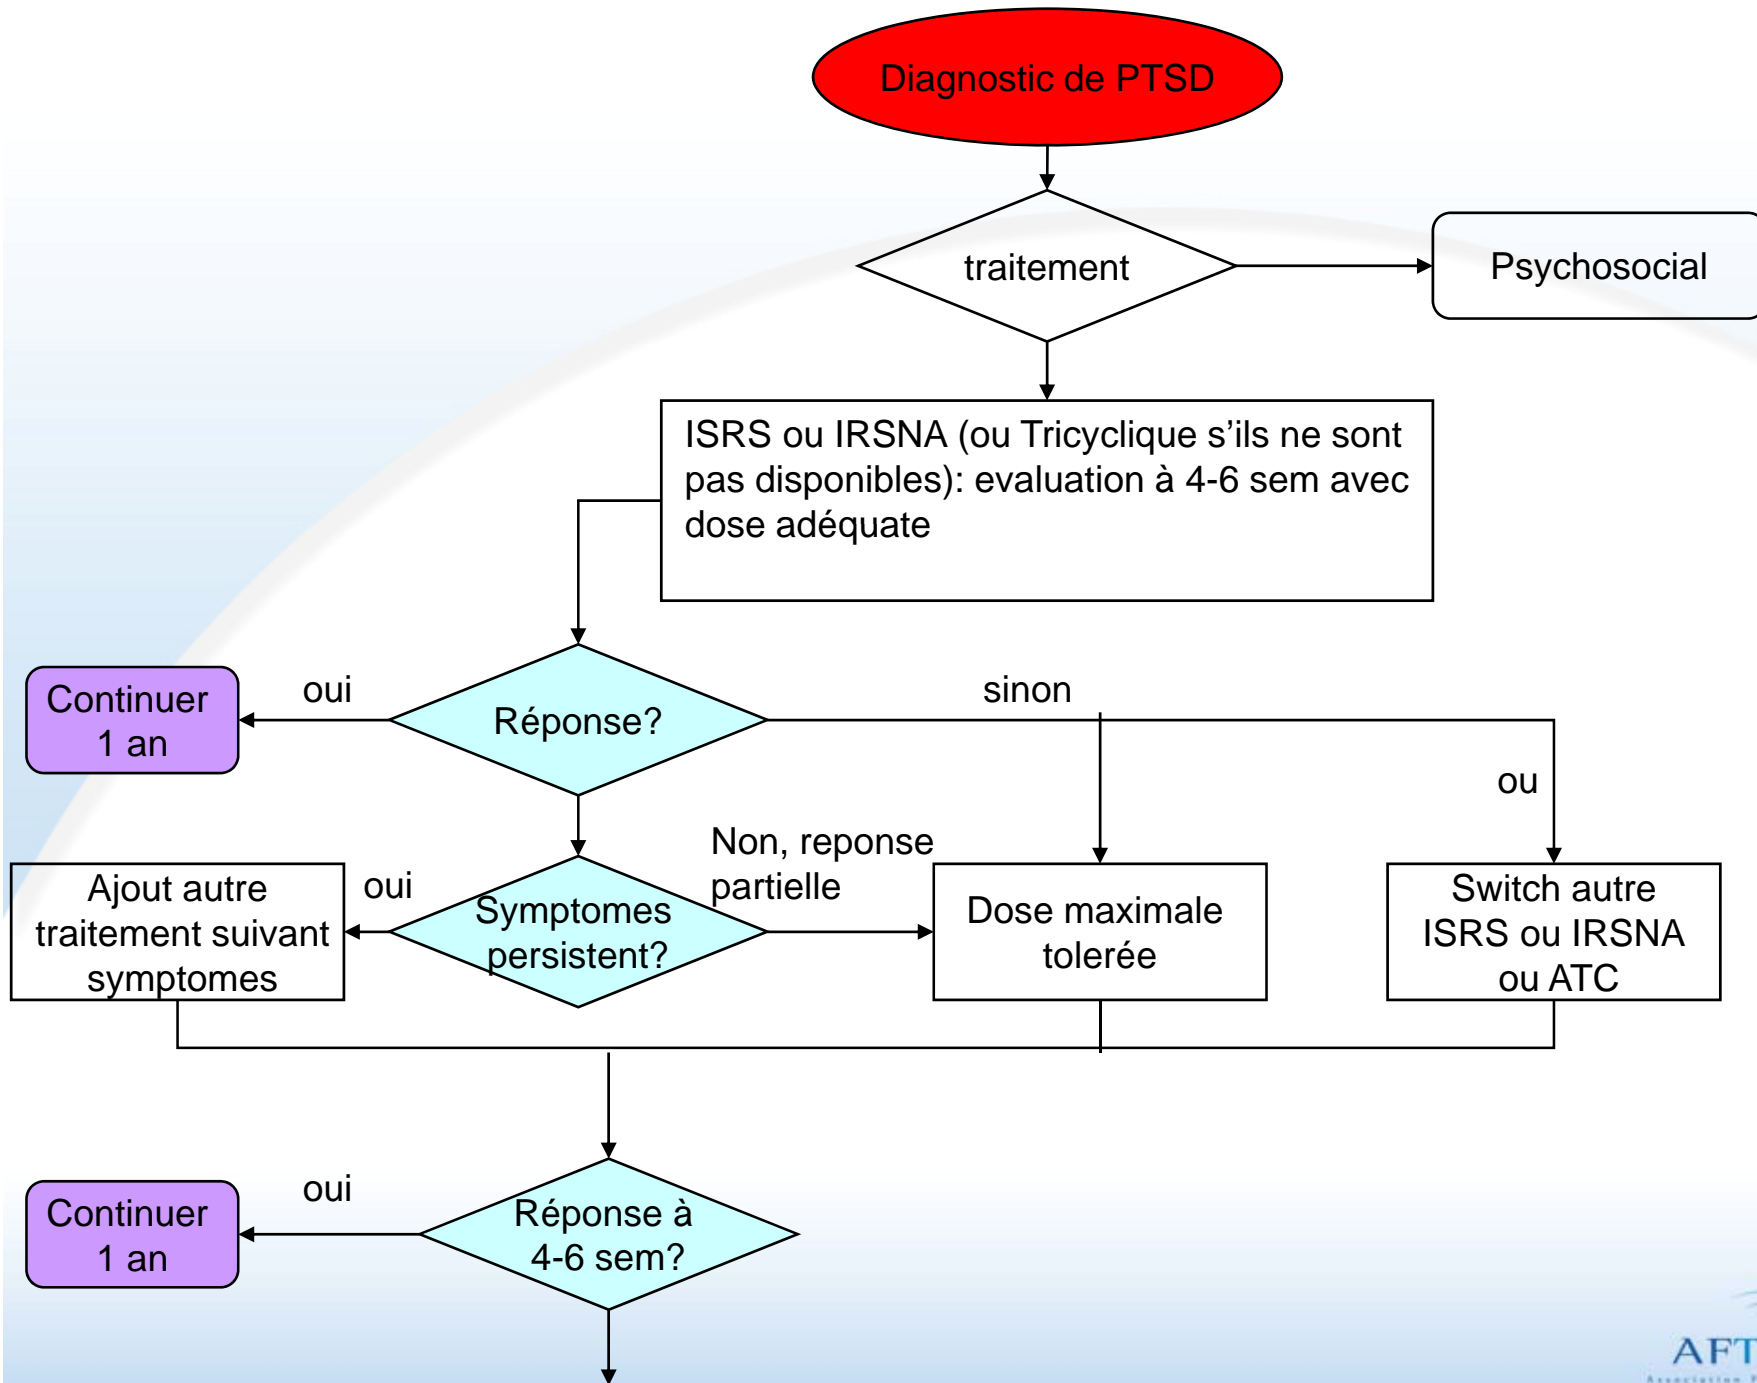 Diagnostic de PTSD
traitement
Psychosocial
ISRS ou IRSNA (ou Tricyclique s’ils ne sont
pas disponibles): evaluation à 4-6 sem avec
dose adéquate
Continuer
1 an
oui
Réponse?
sinon
ou
Ajout autre
traitement suivant
symptomes
oui
Symptomes
persistent?
Non, reponse
partielle
Dose maximale
tolerée
Switch autre
ISRS ou IRSNA
ou ATC
Continuer
1 an
oui
Réponse à
4-6 sem?
AFT
Association